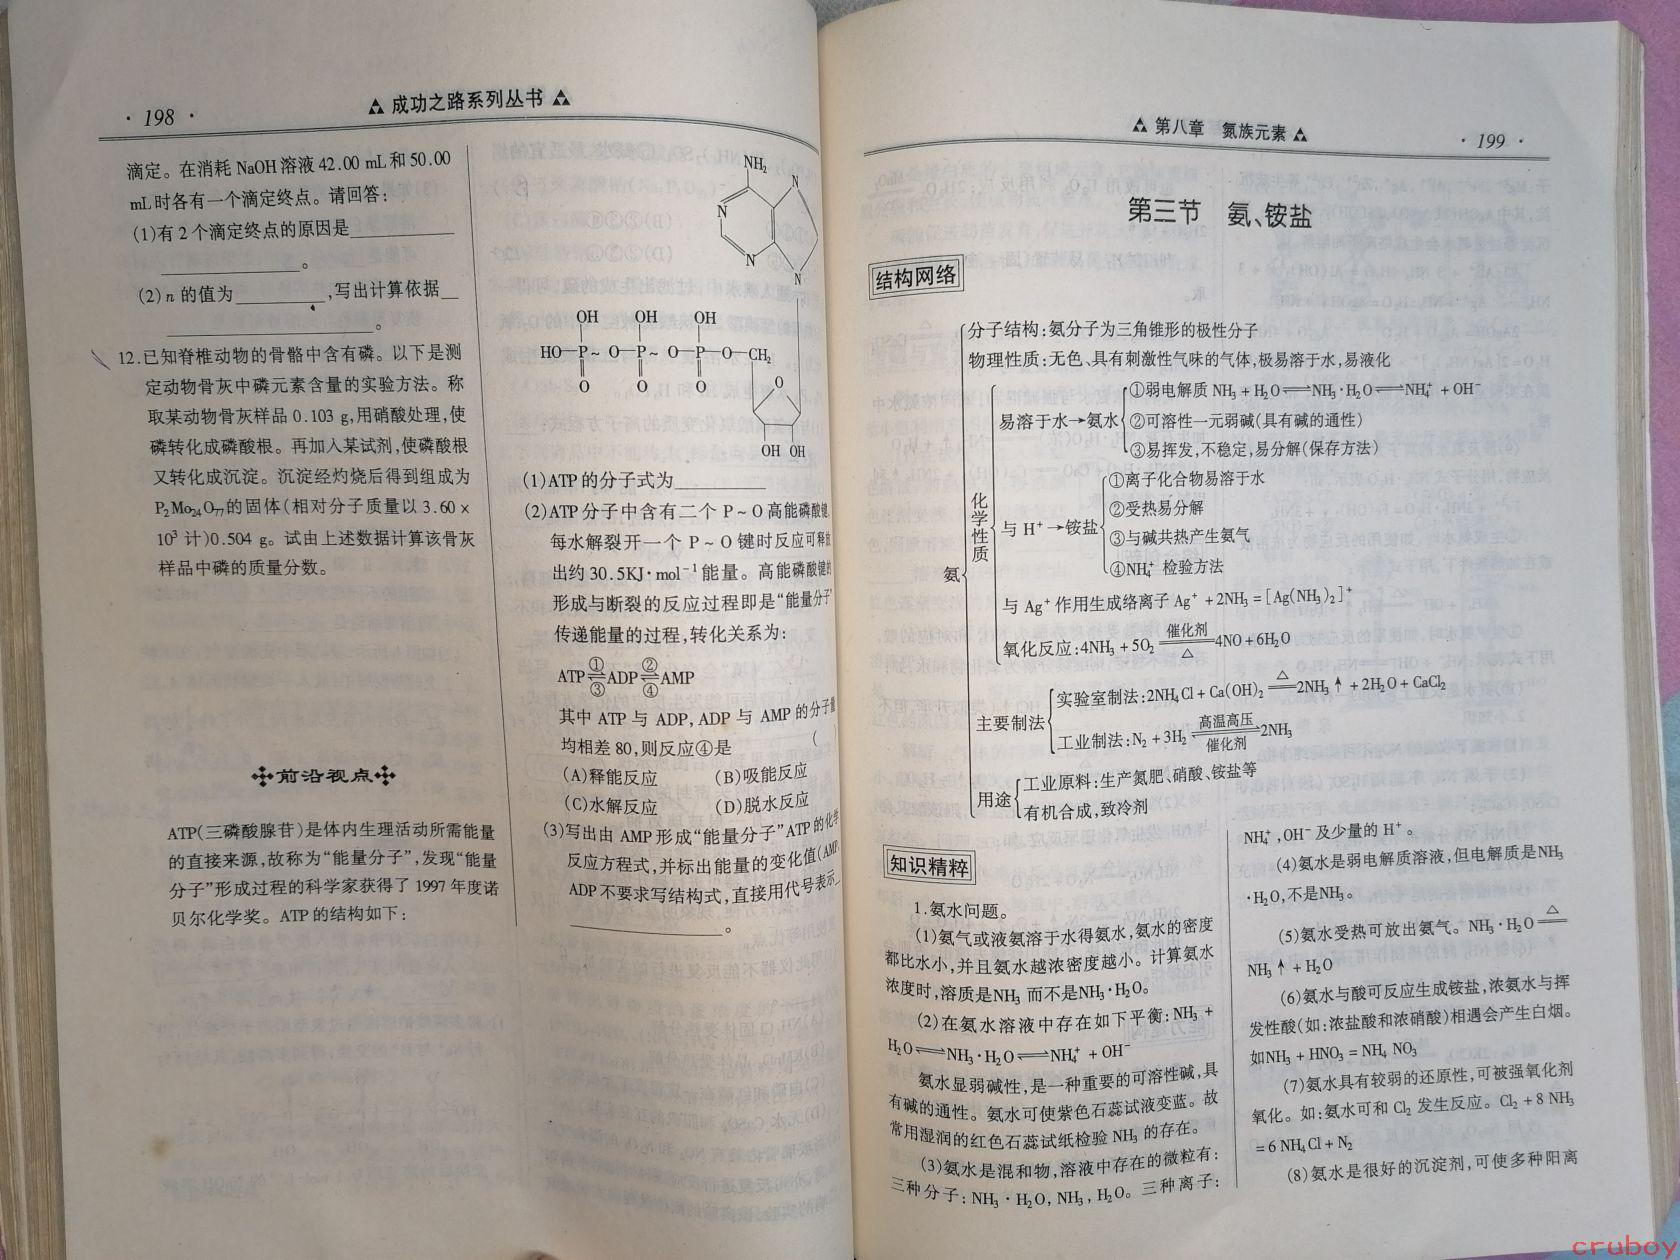 · 198 ·
成功之路系列丛书
滴定。在消耗 NaOH 溶液 42.00 mL 和 50.00
mL 时各有一个滴定终点。请回答:
(1)有 2 个滴定终点的原因是
。
(2) n 的值为 ,写出计算依据
。
12.已知脊椎动物的骨骼中含有磷。以下是测
定动物骨灰中磷元素含量的实验方法。称
取某动物骨灰样品 0.103 g,用硝酸处理,使
磷转化成磷酸根。再加入某试剂,使磷酸根
又转化成沉淀。沉淀经灼烧后得到组成为
P₂Mo₂₄O₇₇的固体(相对分子质量以 3.60 ×
10³ 计)0.504 g。试由上述数据计算该骨灰
样品中磷的质量分数。
前沿视点
ATP(三磷酸腺苷)是体内生理活动所需能量
的直接来源,故称为“能量分子”,发现“能量
分子”形成过程的科学家获得了 1997 年度诺
贝尔化学奖。ATP 的结构如下:
NH₂
N
N
N
N
OH OH OH
HO—P~O—P~O—P—O—CH₂
O O O
O
OH OH
(1)ATP 的分子式为
(2)ATP 分子中含有二个 P~O 高能磷酸键,
每水解裂开一个 P~O 键时反应可释放
出约 30.5KJ·mol⁻¹ 能量。高能磷酸键的
形成与断裂的反应过程即是“能量分子”
传递能量的过程,转化关系为:
① ②
ATP⇌ADP⇌AMP
③ ④
其中 ATP 与 ADP, ADP 与 AMP 的分子量
均相差 80,则反应④是 (
(A)释能反应 (B)吸能反应
(C)水解反应 (D)脱水反应
(3)写出由 AMP 形成“能量分子”ATP 的化学
反应方程式,并标出能量的变化值(AMP、
ADP 不要求写结构式,直接用代号表示
。
第八章 氮族元素
· 199 ·
第三节 氨、铵盐
结构网络
氨
分子结构:氨分子为三角锥形的极性分子
物理性质:无色、具有刺激性气味的气体,极易溶于水,易液化
化学性质
易溶于水→氨水
①弱电解质 NH₃ + H₂O⇌NH₃·H₂O⇌NH₄⁺ + OH⁻
②可溶性一元弱碱(具有碱的通性)
③易挥发,不稳定,易分解(保存方法)
与 H⁺→铵盐
①离子化合物易溶于水
②受热易分解
③与碱共热产生氨气
④NH₄⁺ 检验方法
与 Ag⁺ 作用生成络离子 Ag⁺ +2NH₃ = [Ag(NH₃)₂]⁺
催化剂
氧化反应:4NH₃ + 5O₂ ══ 4NO + 6H₂O
△
主要制法
△
实验室制法:2NH₄Cl + Ca(OH)₂ ══ 2NH₃↑ + 2H₂O + CaCl₂
高温高压
工业制法:N₂ + 3H₂ ⇌ 2NH₃
催化剂
用途
工业原料:生产氮肥、硝酸、铵盐等
有机合成,致冷剂
知识精粹
1.氨水问题。
(1)氨气或液氨溶于水得氨水,氨水的密度
都比水小,并且氨水越浓密度越小。计算氨水
浓度时,溶质是NH₃ 而不是NH₃·H₂O。
(2)在氨水溶液中存在如下平衡: NH₃ +
H₂O⇌NH₃·H₂O⇌NH₄⁺ + OH⁻
氨水显弱碱性,是一种重要的可溶性碱,具
有碱的通性。氨水可使紫色石蕊试液变蓝。故
常用湿润的红色石蕊试纸检验 NH₃ 的存在。
(3)氨水是混和物,溶液中存在的微粒有:
三种分子: NH₃·H₂O, NH₃, H₂O。三种离子:
NH₄⁺, OH⁻ 及少量的 H⁺。
(4)氨水是弱电解质溶液,但电解质是NH₃
·H₂O,不是NH₃。
(5)氨水受热可放出氨气。NH₃·H₂O ══△
NH₃↑ + H₂O
(6)氨水与酸可反应生成铵盐,浓氨水与挥
发性酸(如:浓盐酸和浓硝酸)相遇会产生白烟。
如NH₃ + HNO₃ = NH₄ NO₃
(7)氨水具有较弱的还原性,可被强氧化剂
氧化。如:氨水可和 Cl₂ 发生反应。Cl₂ + 8 NH₃
= 6 NH₄Cl + N₂
(8)氨水是很好的沉淀剂,可使多种阳离
cruboy